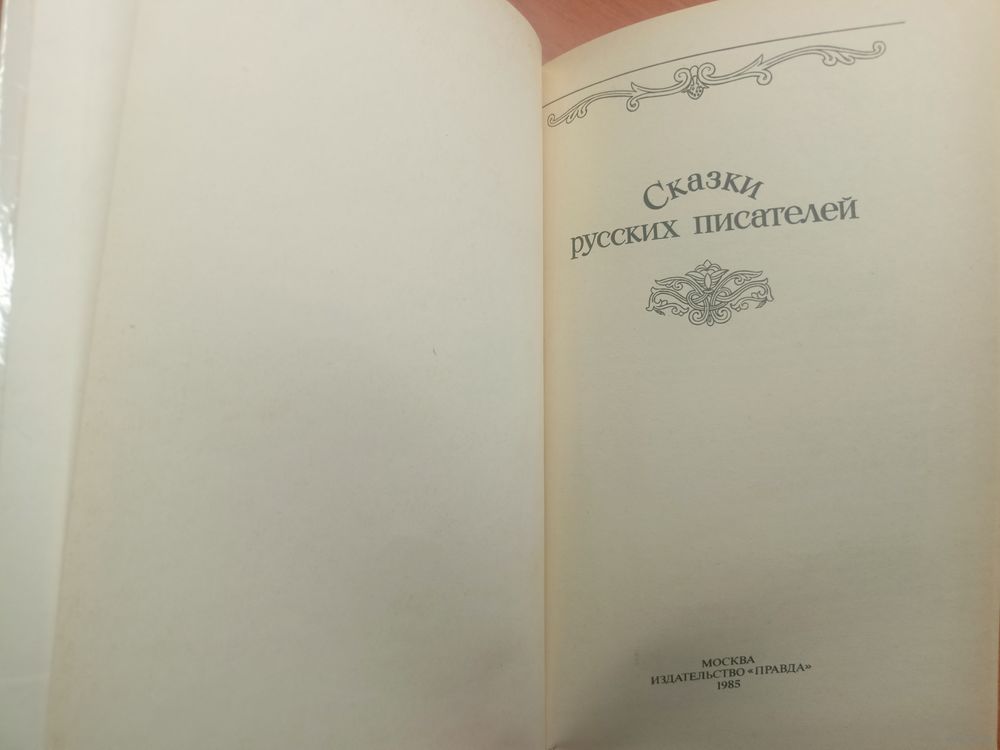 Сказки
русских писателей
МОСКВА
ИЗДАТЕЛЬСТВО «ПРАВДА»
1985